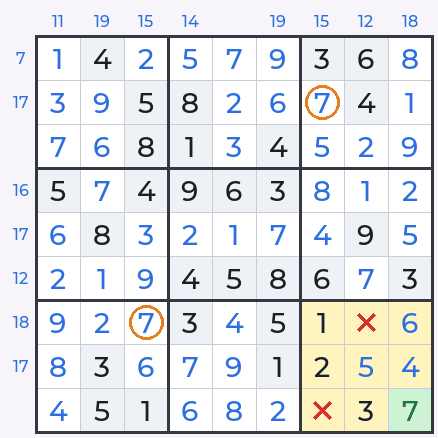 11 19 15 14 19 15 12 18
7 1 4 2 5 7 9 3 6 8
17 3 9 5 8 2 6 7 4 1
7 6 8 1 3 4 5 2 9
16 5 7 4 9 6 3 8 1 2
17 6 8 3 2 1 7 4 9 5
12 2 1 9 4 5 8 6 7 3
18 9 2 7 3 4 5 1 6
17 8 3 6 7 9 1 2 5 4
4 5 1 6 8 2 3 7